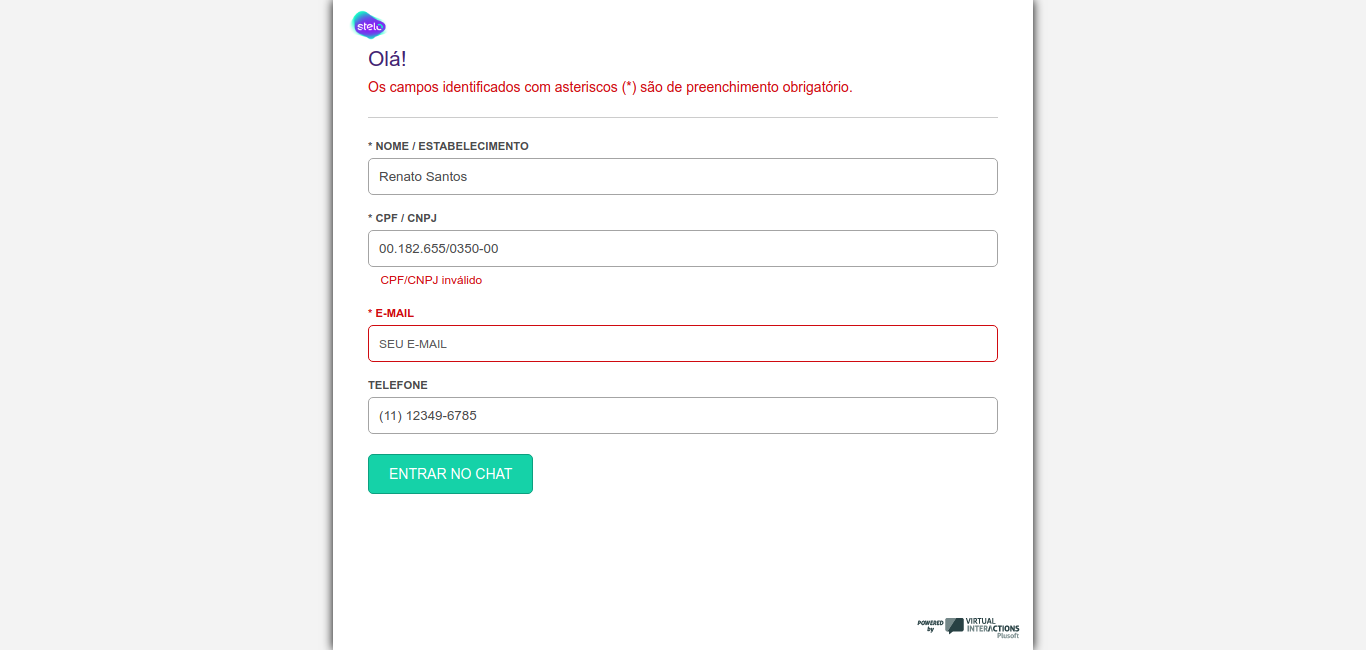 stelo
Olá!
Os campos identificados com asteriscos (*) são de preenchimento obrigatório.
* NOME / ESTABELECIMENTO
Renato Santos
* CPF / CNPJ
00.182.655/0350-00
CPF/CNPJ inválido
* E-MAIL
SEU E-MAIL
TELEFONE
(11) 12349-6785
ENTRAR NO CHAT
POWERED by
VIRTUAL
INTERACTIONS
Plusoft